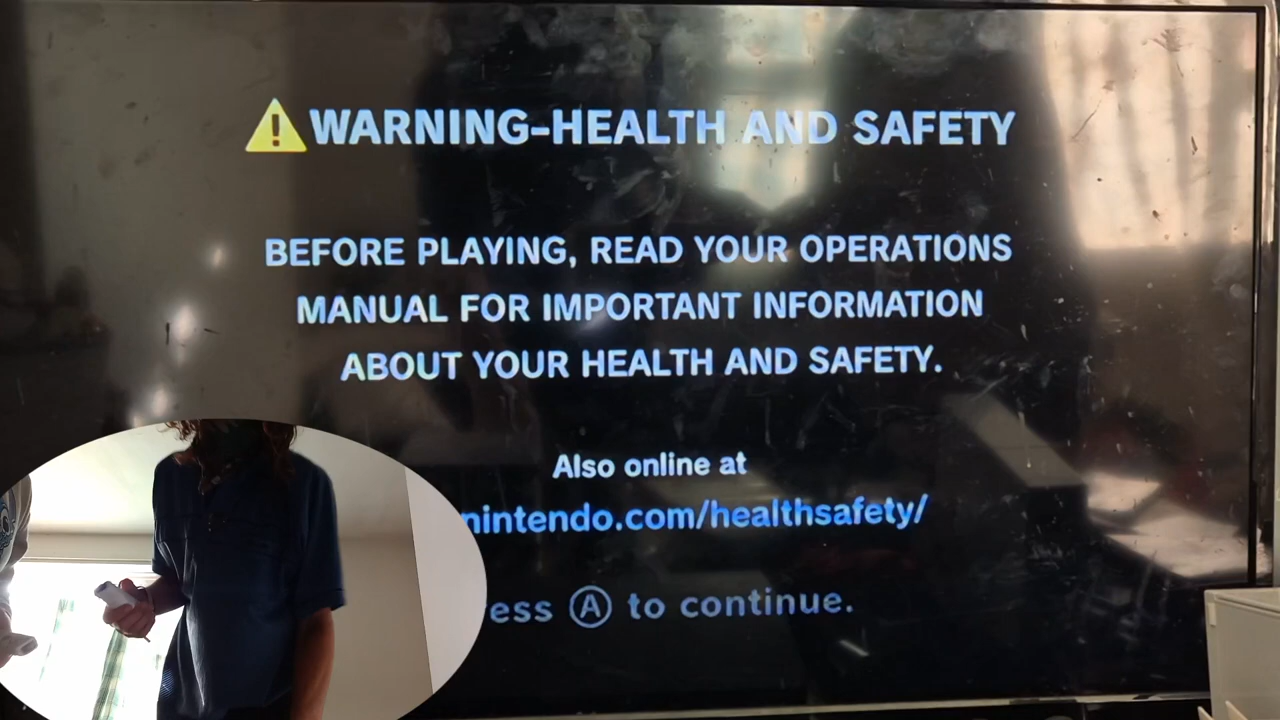 WARNING-HEALTH AND SAFETY
BEFORE PLAYING, READ YOUR OPERATIONS
MANUAL FOR IMPORTANT INFORMATION
ABOUT YOUR HEALTH AND SAFETY.
Also online at
nintendo.com/healthsafety/
ess A to continue.